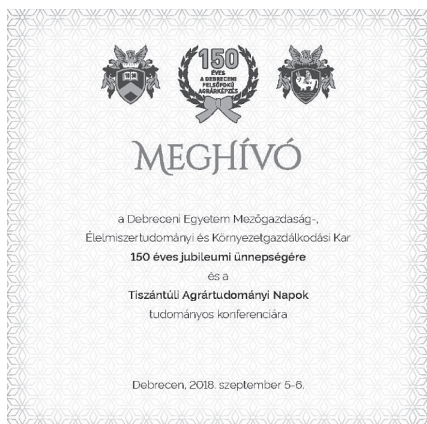 150
ÉVES
A DEBRECENI
FELSŐFOKÚ
AGRÁRKÉPZÉS
MEGHÍVÓ
a Debreceni Egyetem Mezőgazdaság-,
Élelmiszertudományi és Környezetgazdálkodási Kar
150 éves jubileumi ünnepségére
és a
Tiszántúli Agrártudományi Napok
tudományos konferenciára
Debrecen, 2018. szeptember 5-6.